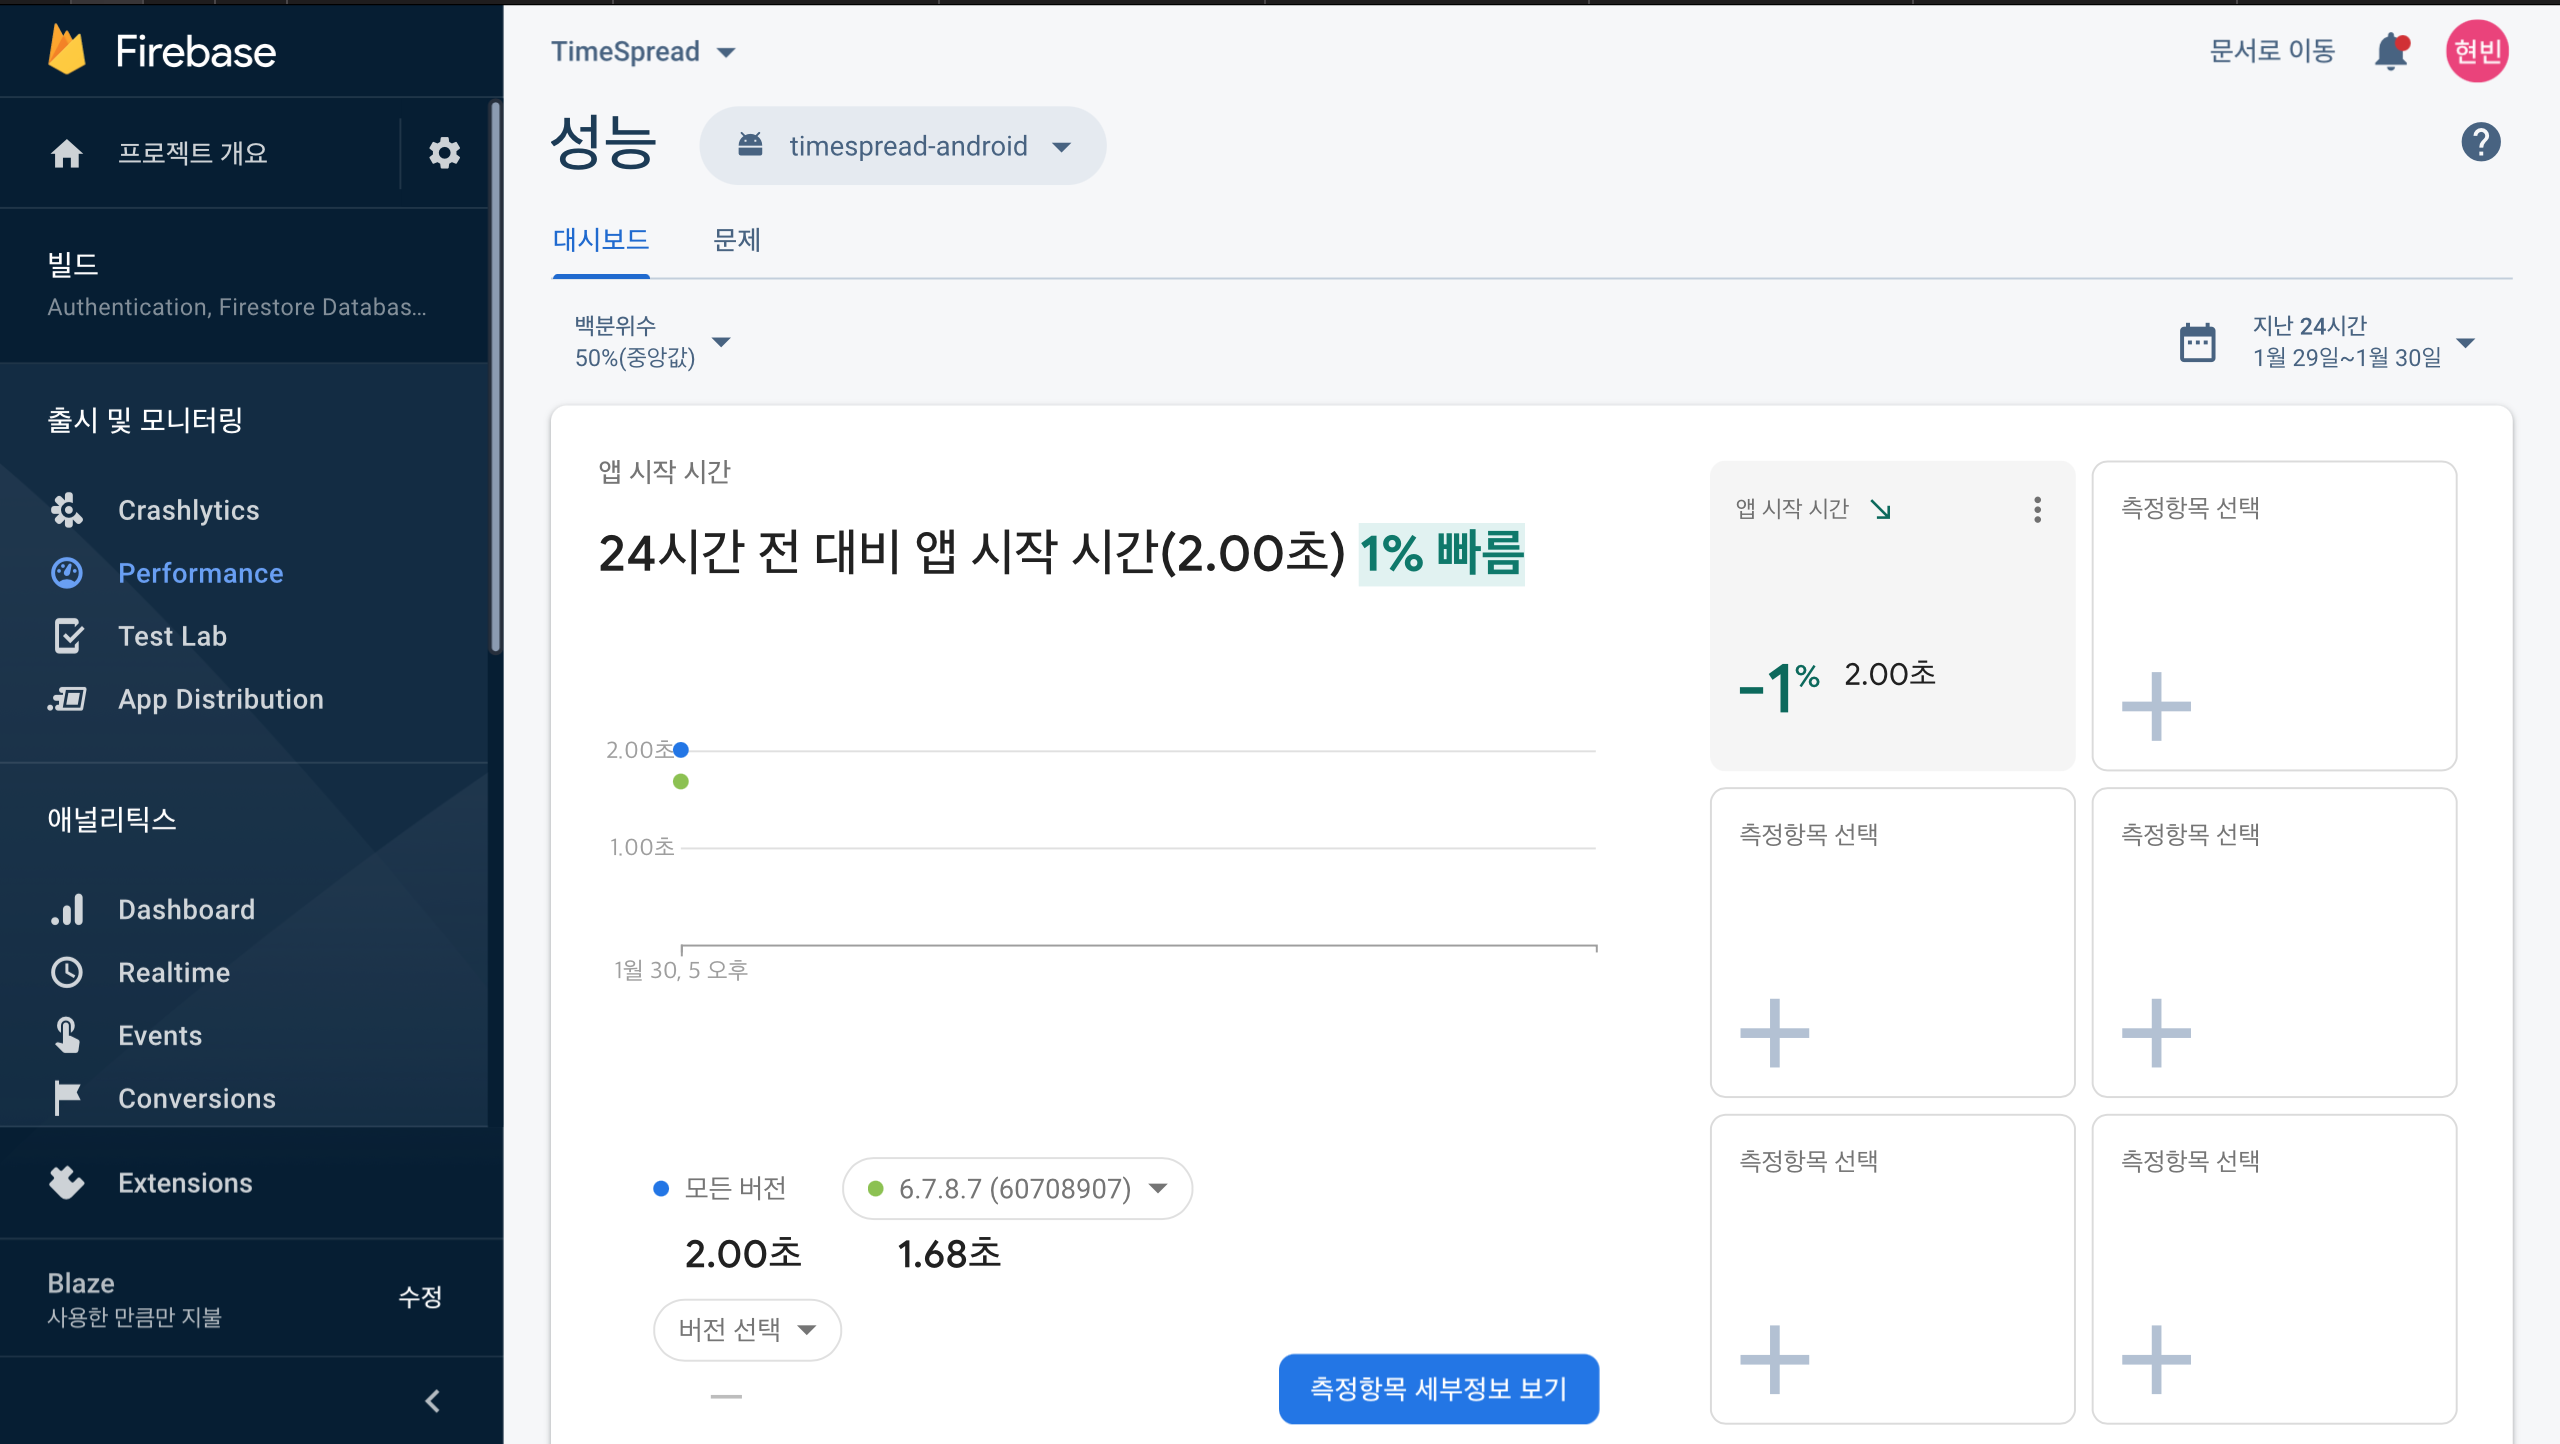 Firebase
프로젝트 개요
빌드
Authentication, Firestore Databas...
출시 및 모니터링
Crashlytics
Performance
Test Lab
App Distribution
애널리틱스
Dashboard
Realtime
Events
Conversions
Extensions
Blaze
사용한 만큼만 지불
수정
TimeSpread
문서로 이동
현빈
성능
timespread-android
대시보드
문제
백분위수
50%(중앙값)
지난 24시간
1월 29일~1월 30일
앱 시작 시간
24시간 전 대비 앱 시작 시간(2.00초) 1% 빠름
2.00초
1.00초
1월 30, 5 오후
모든 버전
6.7.8.7 (60708907)
2.00초
1.68초
버전 선택
—
측정항목 세부정보 보기
앱 시작 시간
-1% 2.00초
측정항목 선택
측정항목 선택
측정항목 선택
측정항목 선택
측정항목 선택